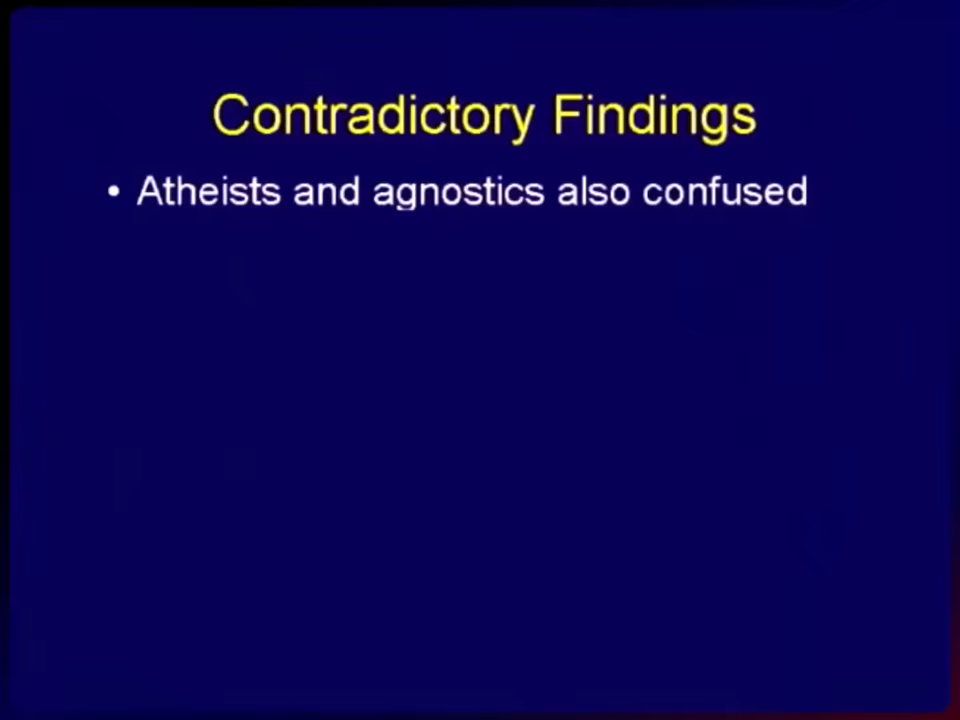 Contradictory Findings
• Atheists and agnostics also confused